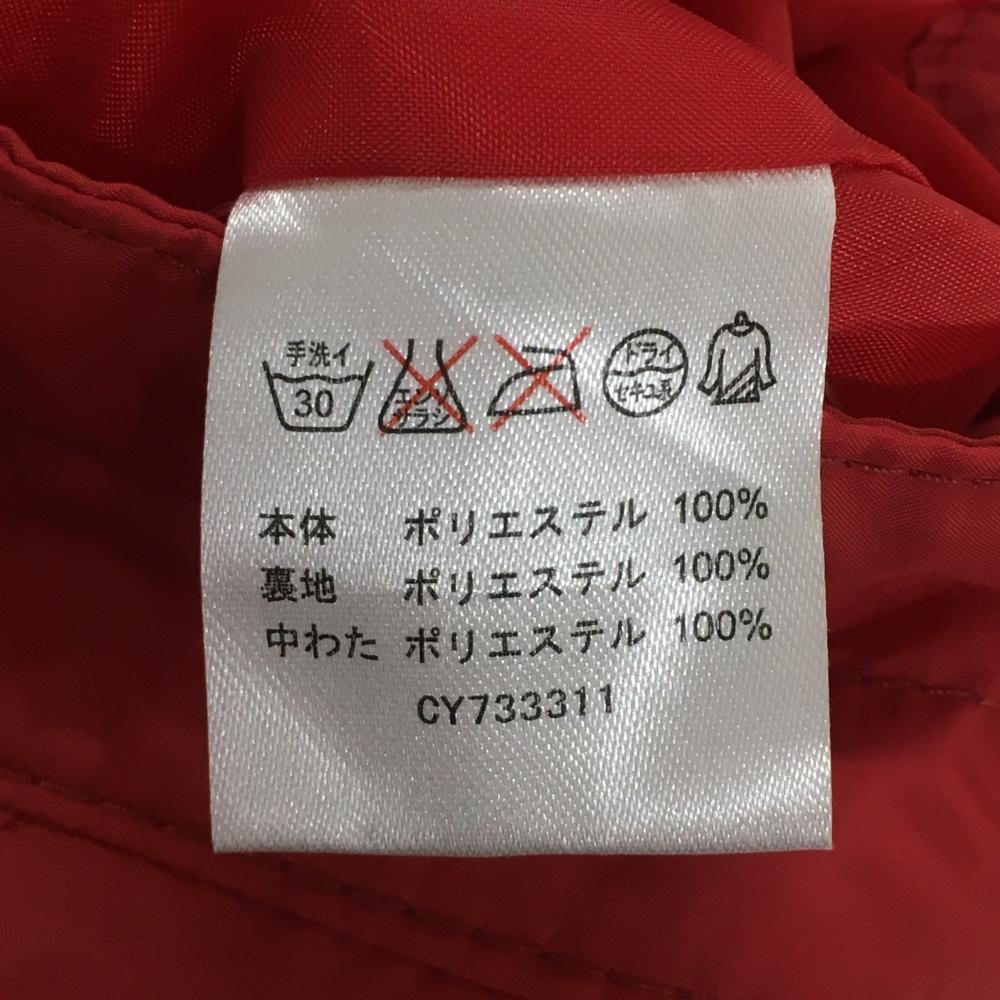 手洗イ
30
エンソ
サラシ
ドライ
セキユ系
本体 ポリエステル 100%
裏地 ポリエステル 100%
中わた ポリエステル 100%
CY733311